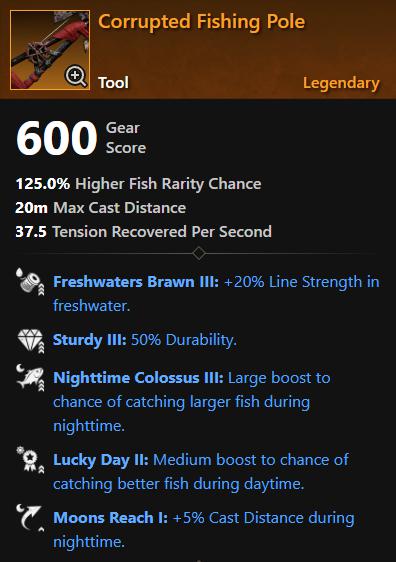 Corrupted Fishing Pole
Tool
Legendary
600 Gear
Score
125.0% Higher Fish Rarity Chance
20m Max Cast Distance
37.5 Tension Recovered Per Second
Freshwaters Brawn III: +20% Line Strength in
freshwater.
Sturdy III: 50% Durability.
Nighttime Colossus III: Large boost to
chance of catching larger fish during
nighttime.
Lucky Day II: Medium boost to chance of
catching better fish during daytime.
Moons Reach I: +5% Cast Distance during
nighttime.